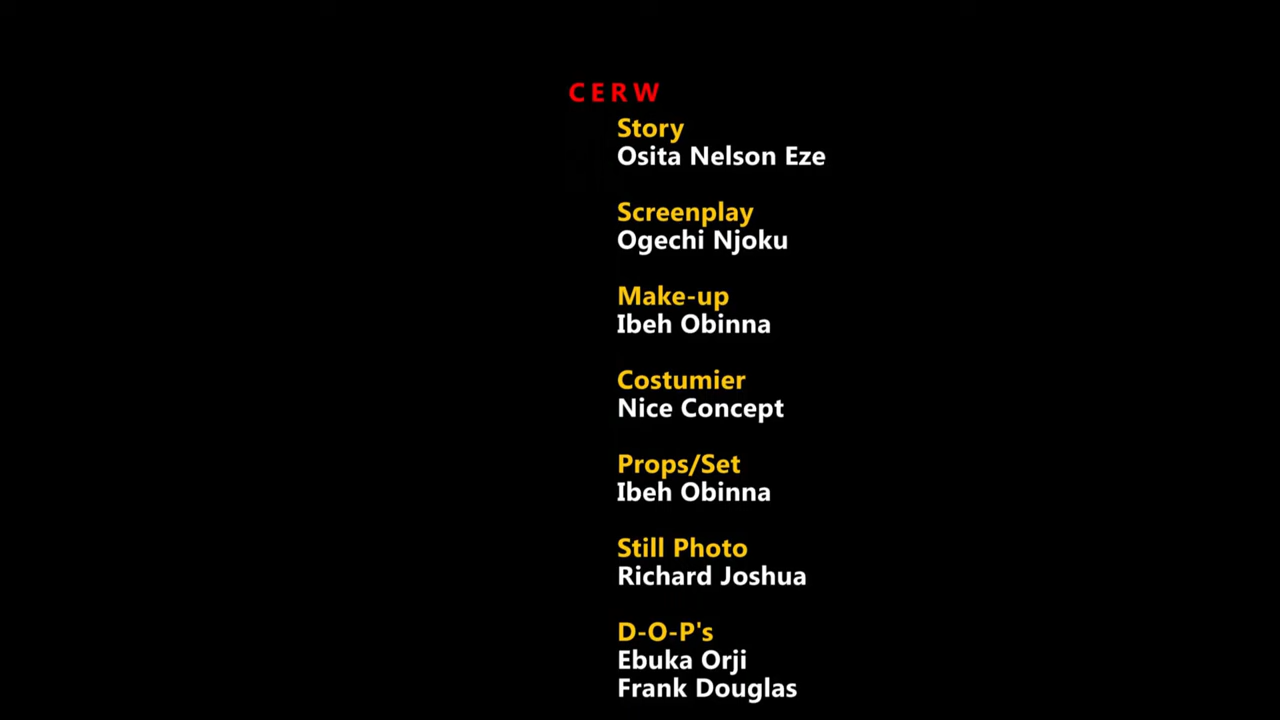 CERW
Story
Osita Nelson Eze
Screenplay
Ogechi Njoku
Make-up
Ibeh Obinna
Costumier
Nice Concept
Props/Set
Ibeh Obinna
Still Photo
Richard Joshua
D-O-P's
Ebuka Orji
Frank Douglas